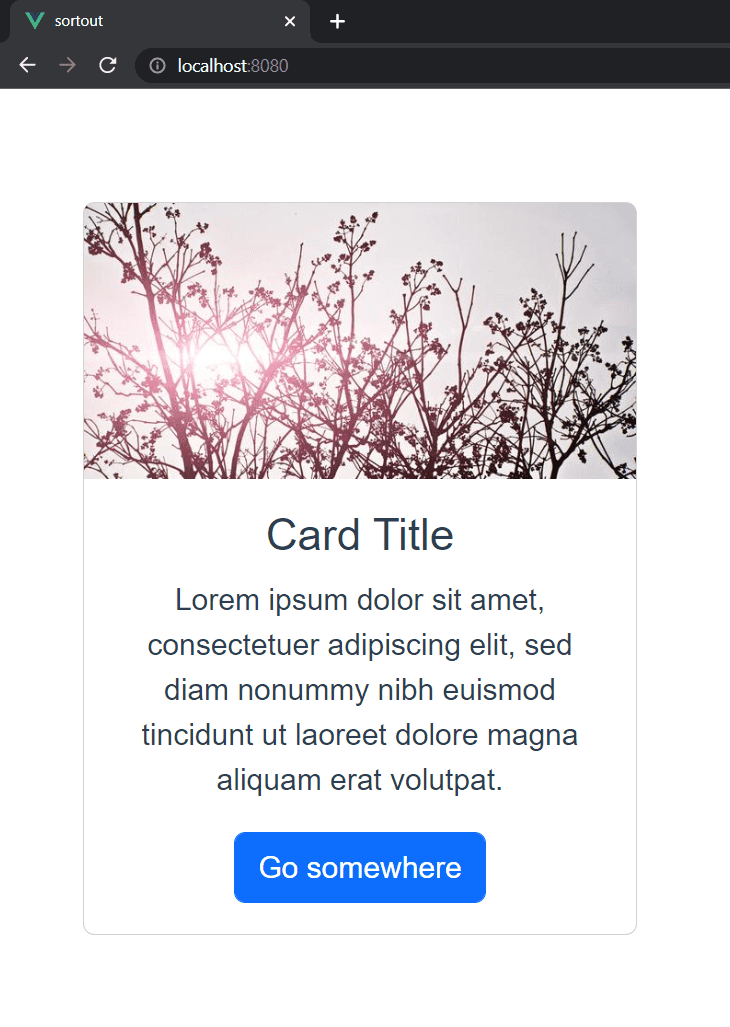 sortout
localhost:8080
Card Title
Lorem ipsum dolor sit amet,
consectetuer adipiscing elit, sed
diam nonummy nibh euismod
tincidunt ut laoreet dolore magna
aliquam erat volutpat.
Go somewhere